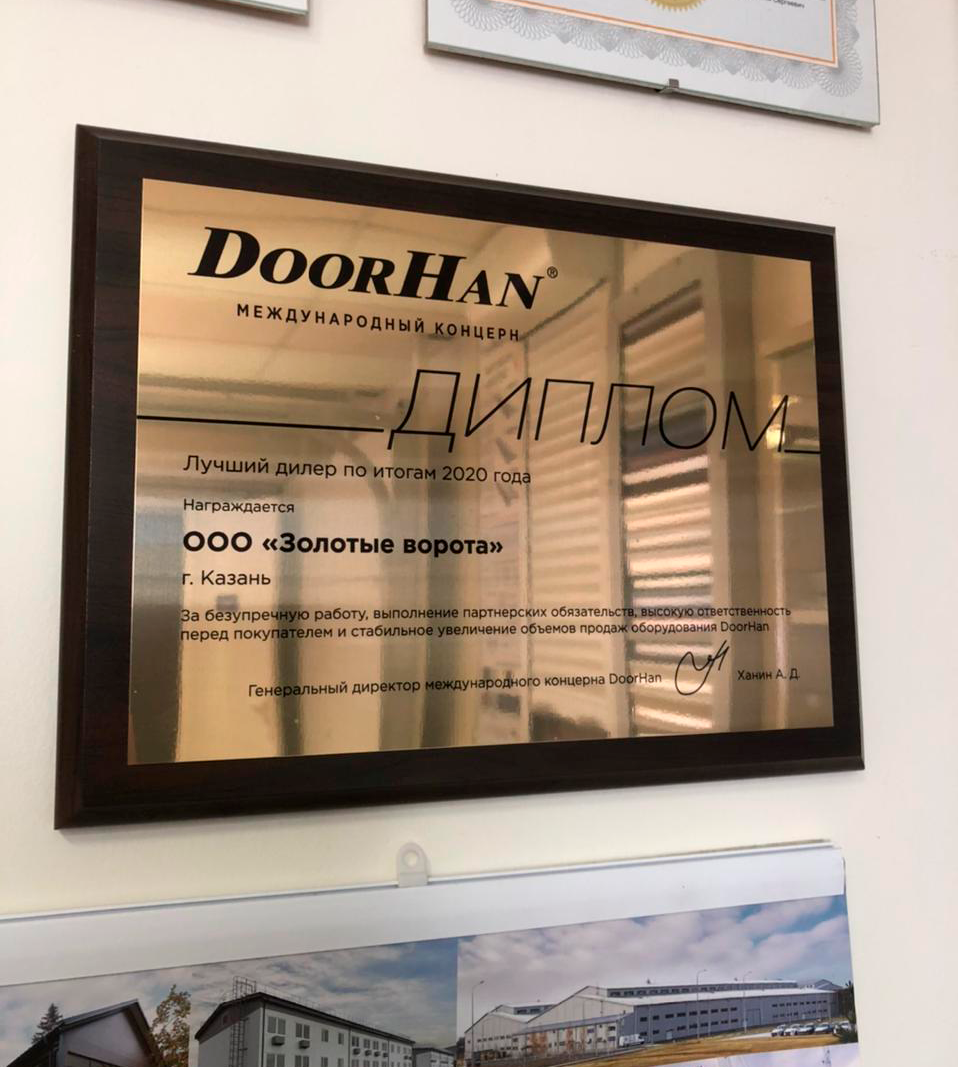 Сергеевич
DOORHAN®
МЕЖДУНАРОДНЫЙ КОНЦЕРН
ДИПЛОМ
Лучший дилер по итогам 2020 года
Награждается
ООО «Золотые ворота»
г. Казань
За безупречную работу, выполнение партнерских обязательств, высокую ответственность
перед покупателем и стабильное увеличение объемов продаж оборудования DoorHan
Генеральный директор международного концерна DoorHan Ханин А. Д.